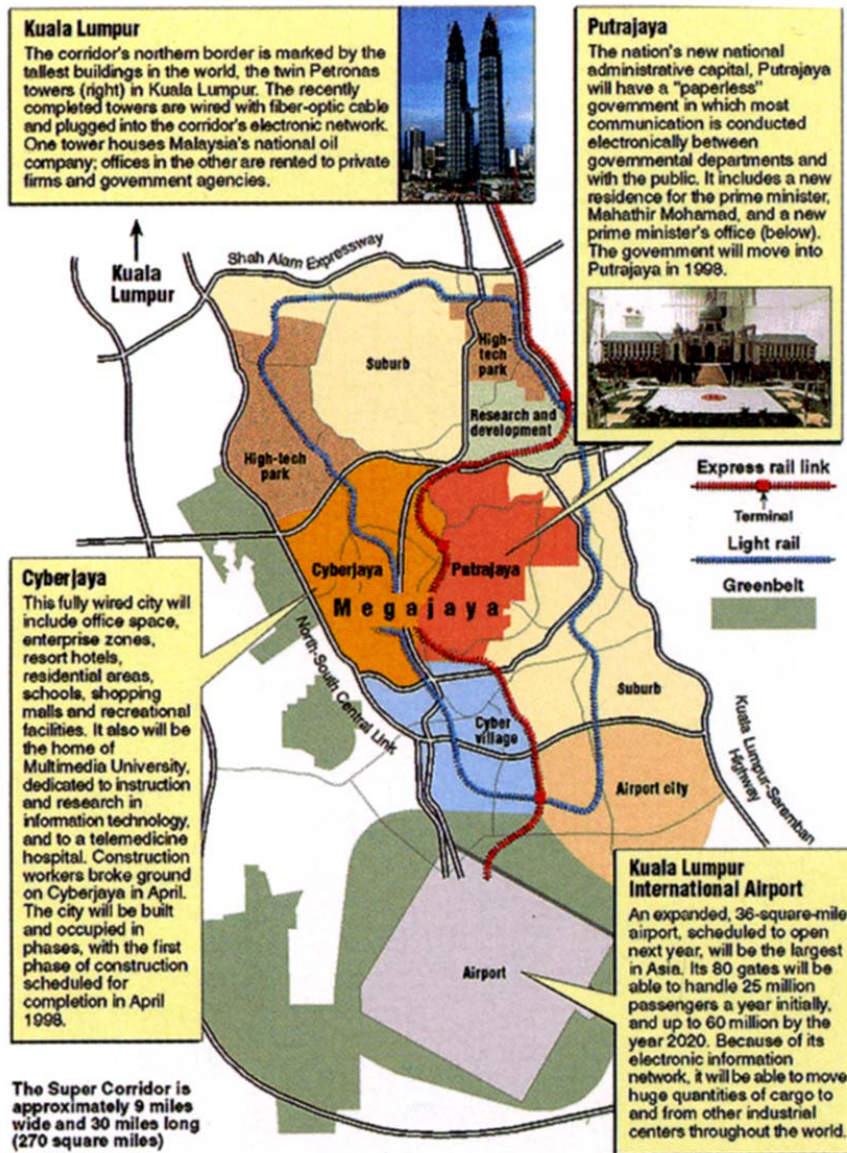 Kuala Lumpur
The corridor's northern border is marked by the
tallest buildings in the world, the twin Petronas
towers (right) in Kuala Lumpur. The recently
completed towers are wired with fiber-optic cable
and plugged into the corridor's electronic network.
One tower houses Malaysia's national oil
company; offices in the other are rented to private
firms and government agencies.
Putrajaya
The nation's new national
administrative capital, Putrajaya
will have a "paperless"
government in which most
communication is conducted
electronically between
governmental departments and
with the public. It includes a new
residence for the prime minister,
Mahathir Mohamad, and a new
prime minister's office (below).
The government will move into
Putrajaya in 1998.
Kuala
Lumpur
Shah Alam Expressway
Suburb
High-
tech
park
Research and
development
High-tech
park
Express rail link
Terminal
Light rail
Greenbelt
Cyberjaya
Putrajaya
Megajaya
North-South Central Link
Cyber
village
Suburb
Airport city
Kuala Lumpur-Seremban
Highway
Airport
Cyberjaya
This fully wired city will
include office space,
enterprise zones,
resort hotels,
residential areas,
schools, shopping
malls and recreational
facilities. It also will be
the home of
Multimedia University,
dedicated to instruction
and research in
information technology,
and to a telemedicine
hospital. Construction
workers broke ground
on Cyberjaya in April.
The city will be built
and occupied in
phases, with the first
phase of construction
scheduled for
completion in April
1998.
Kuala Lumpur
International Airport
An expanded, 36-square-mile
airport, scheduled to open
next year, will be the largest
in Asia. Its 80 gates will be
able to handle 25 million
passengers a year initially,
and up to 60 million by the
year 2020. Because of its
electronic information
network, it will be able to move
huge quantities of cargo to
and from other industrial
centers throughout the world.
The Super Corridor is
approximately 9 miles
wide and 30 miles long
(270 square miles)